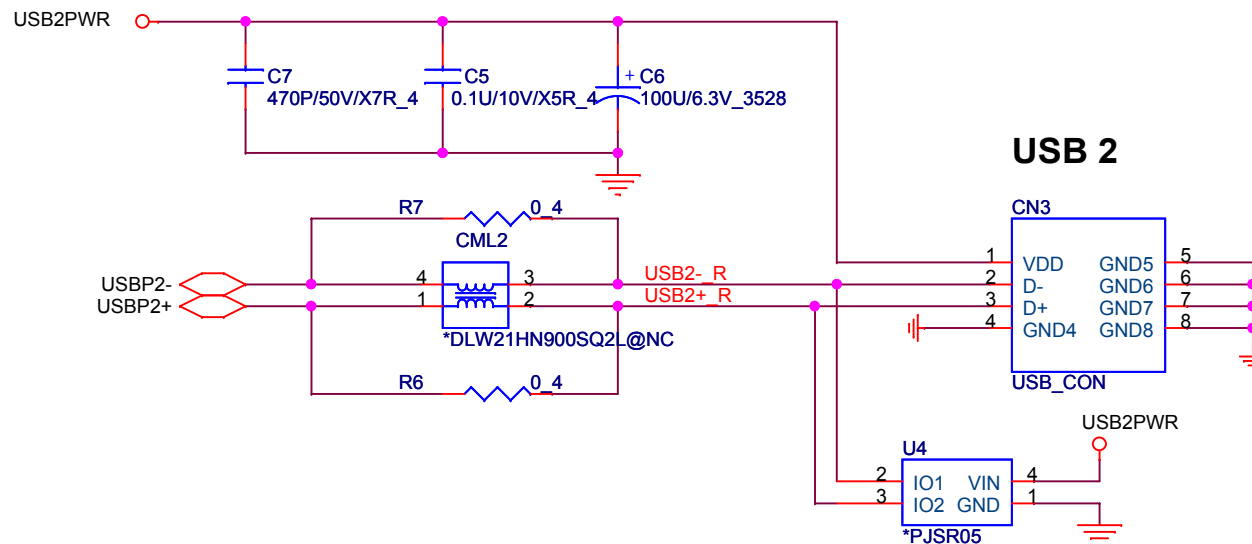 USB2PWR
C7
470P/50V/X7R_4
C5
0.1U/10V/X5R_4
+ C6
100U/6.3V_3528
USB 2
R7 0_4
CML2
CN3
USBP2-
USBP2+
4 3
1 2
*DLW21HN900SQ2L@NC
USB2-_R
USB2+_R
1 VDD GND5 5
2 D- GND6 6
3 D+ GND7 7
4 GND4 GND8 8
USB_CON
R6 0_4
USB2PWR
U4
2 IO1 VIN 4
3 IO2 GND 1
*PJSR05